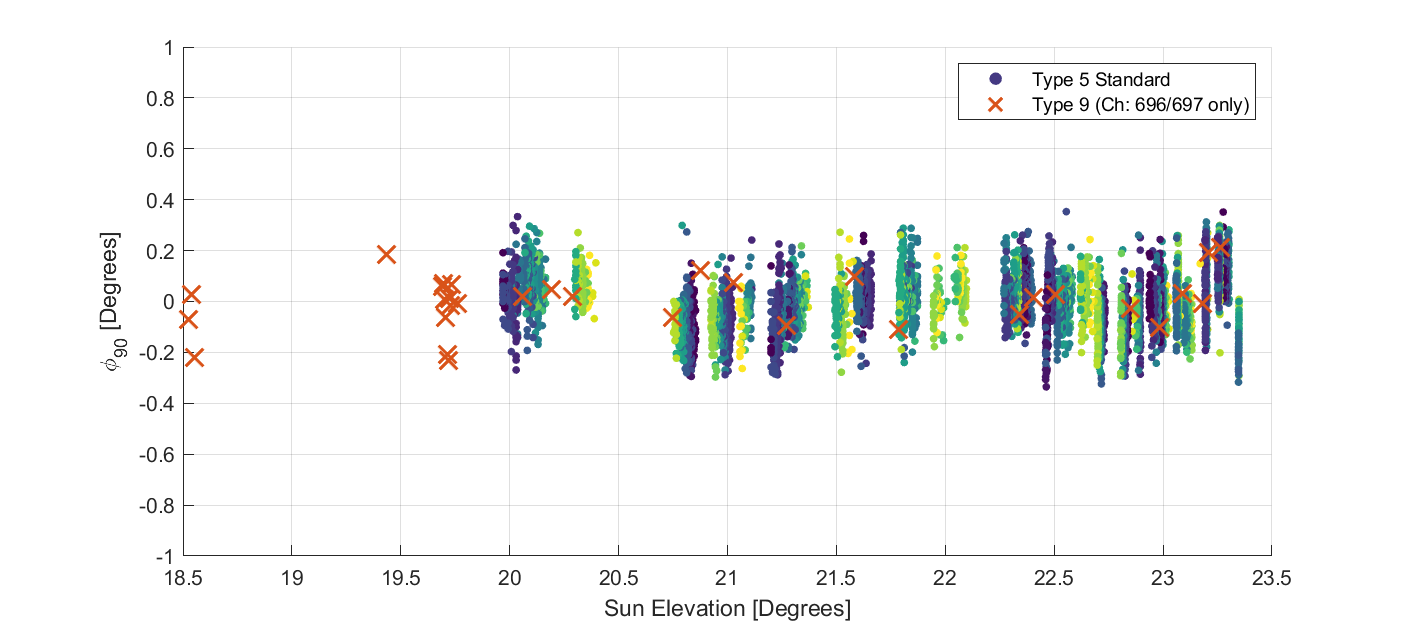 1
0.8
0.6
0.4
0.2
0
-0.2
-0.4
-0.6
-0.8
-1
18.5 19 19.5 20 20.5 21 21.5 22 22.5 23 23.5
Sun Elevation [Degrees]
ϕ90 [Degrees]
Type 5 Standard
Type 9 (Ch: 696/697 only)